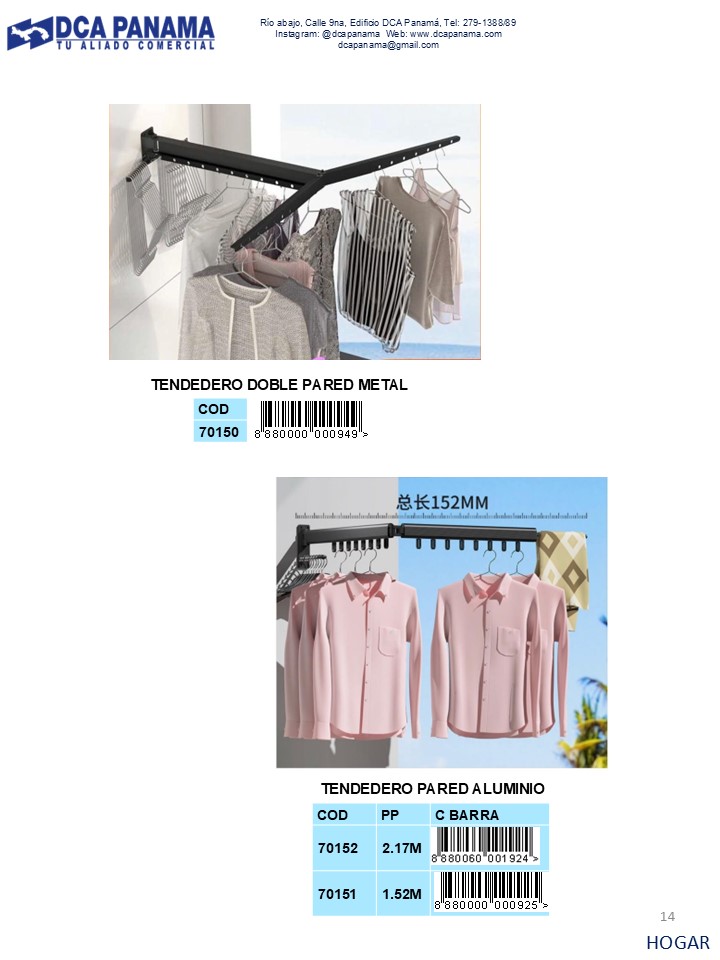 DCA PANAMA
TU ALIADO COMERCIAL
Río abajo, Calle 9na, Edificio DCA Panamá, Tel: 279-1388/89
Instagram: @dcapanama  Web: www.dcapanama.com
dcapanama@gmail.com
TENDEDERO DOBLE PARED METAL
COD
70150
8 880000 000949 >
总长152MM
TENDEDERO PARED ALUMINIO
COD PP C BARRA
70152 2.17M 8 880060 001924 >
70151 1.52M 8 880000 000925 >
14
HOGAR